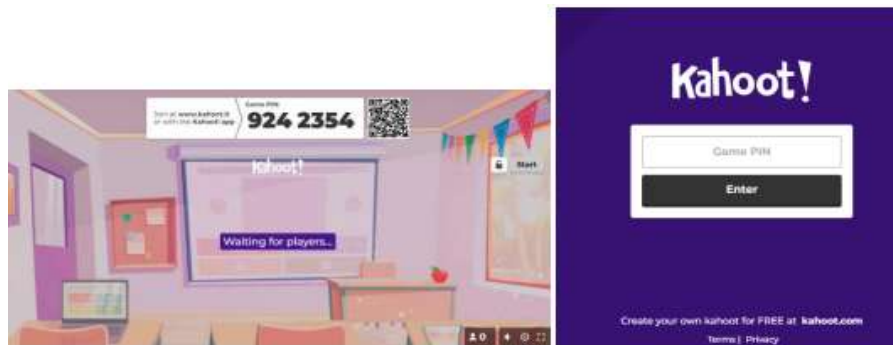 Join at www.kahoot.it
or with the Kahoot! app
Game PIN
924 2354
Kahoot!
Start
Waiting for players...
0
Kahoot!
Game PIN
Enter
Create your own kahoot for FREE at kahoot.com
Terms | Privacy